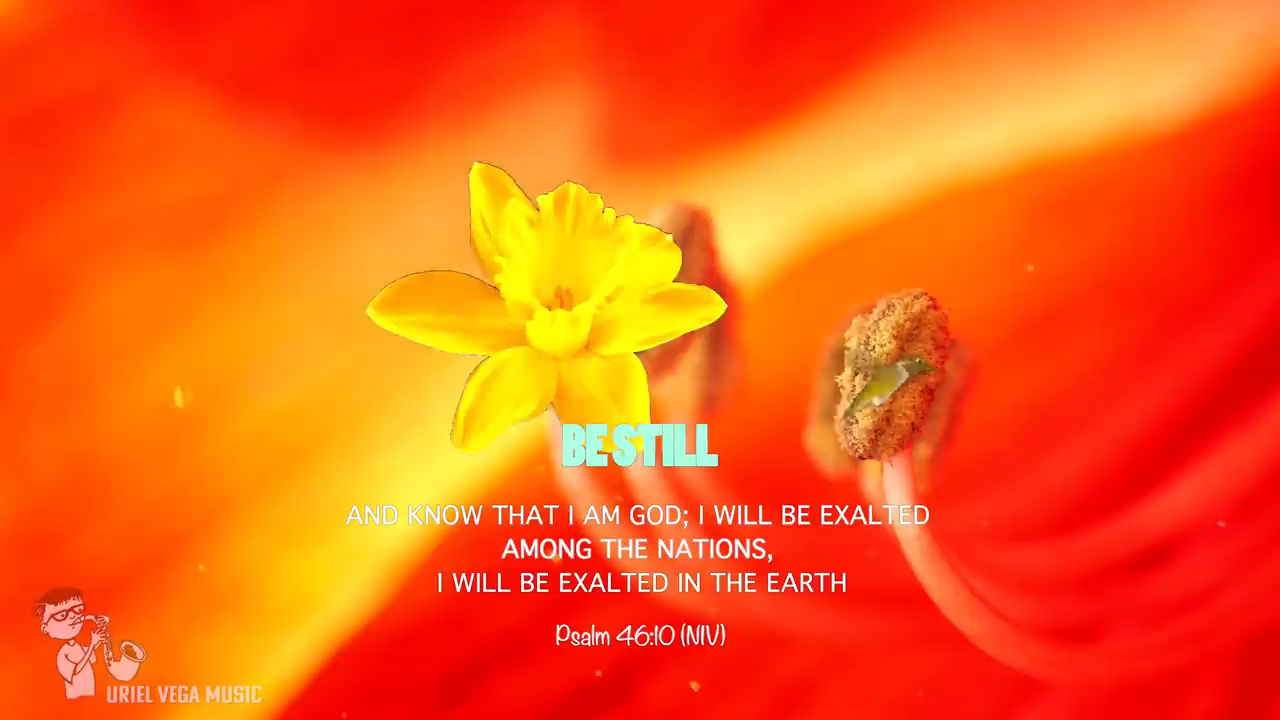 BE STILL
AND KNOW THAT I AM GOD; I WILL BE EXALTED
AMONG THE NATIONS,
I WILL BE EXALTED IN THE EARTH
Psalm 46:10 (NIV)
URIEL VEGA MUSIC